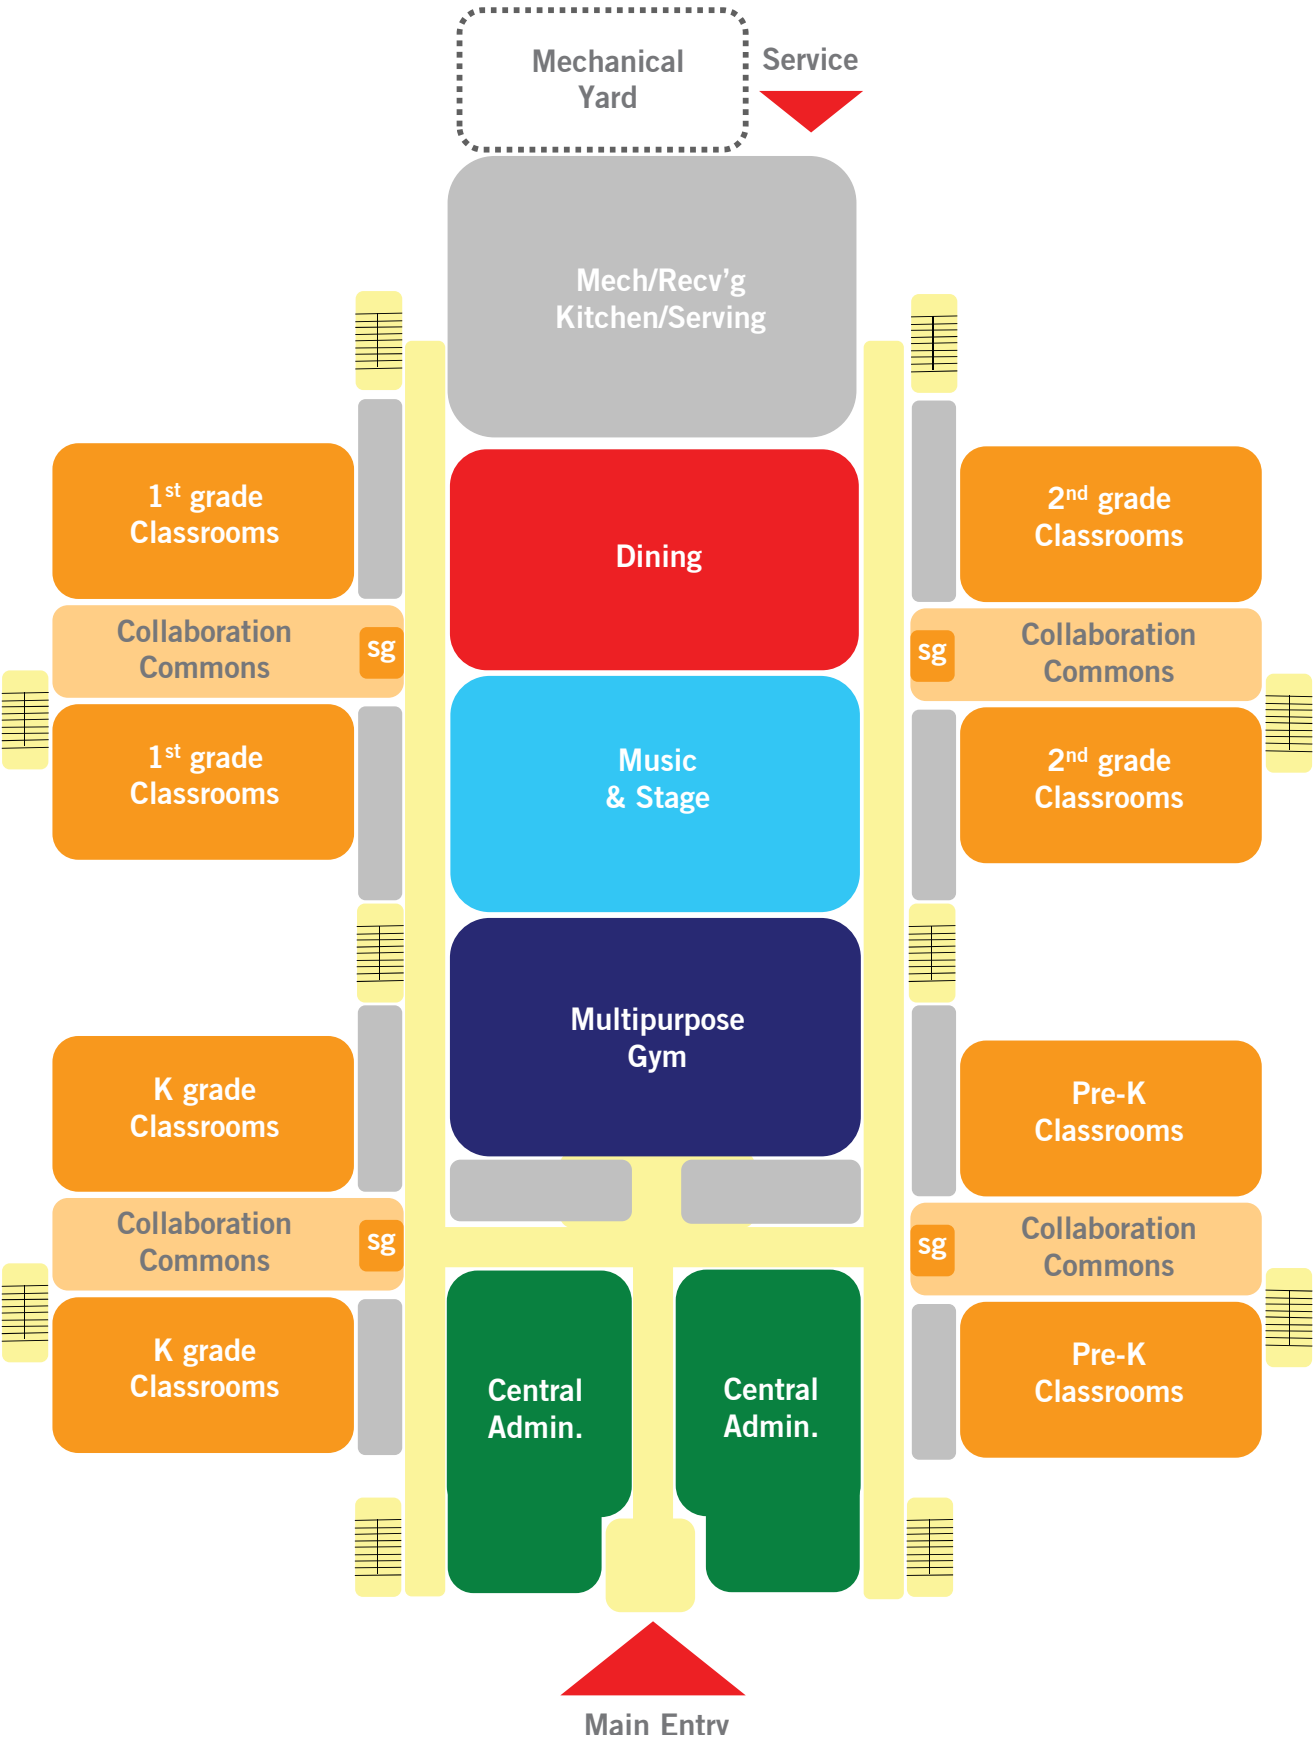 Mechanical
Yard
Service
Mech/Recv’g
Kitchen/Serving
1st grade
Classrooms
2nd grade
Classrooms
Dining
Collaboration
Commons
sg
sg
Collaboration
Commons
1st grade
Classrooms
Music
& Stage
2nd grade
Classrooms
Multipurpose
Gym
K grade
Classrooms
Pre-K
Classrooms
Collaboration
Commons
sg
sg
Collaboration
Commons
K grade
Classrooms
Central
Admin.
Central
Admin.
Pre-K
Classrooms
Main Entry